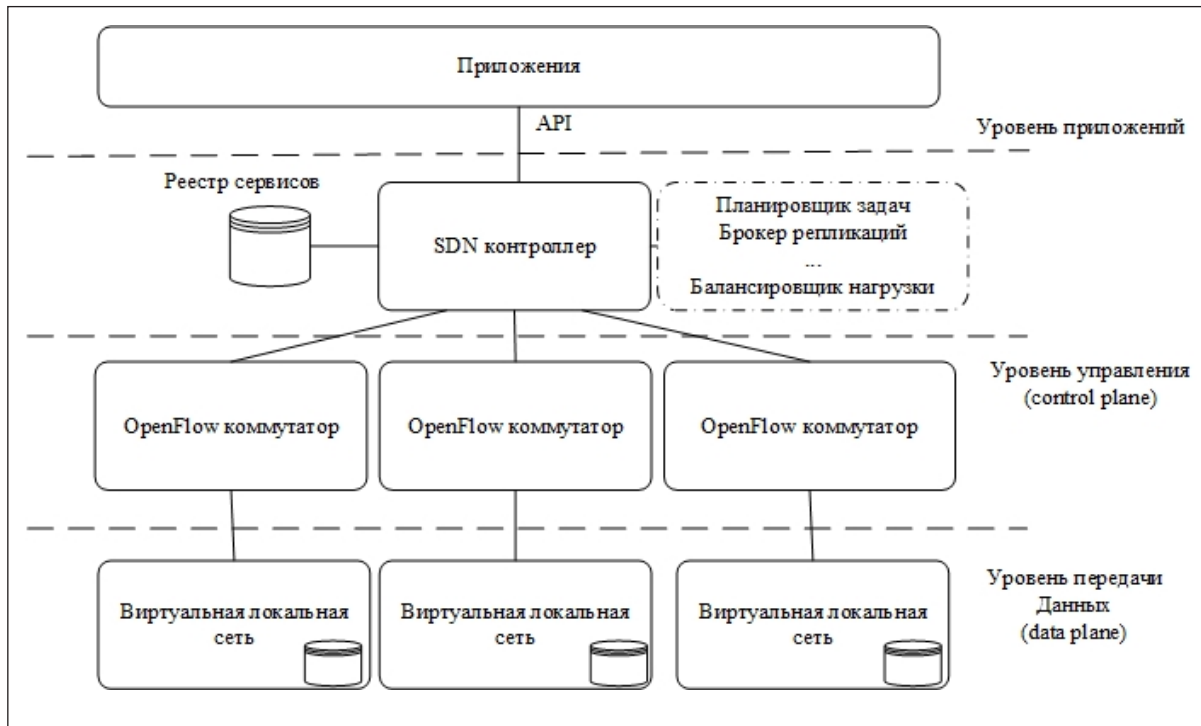 Приложения
API
Уровень приложений
Реестр сервисов
SDN контроллер
Планировщик задач
Брокер репликаций
...
Балансировщик нагрузки
Уровень управления
(control plane)
OpenFlow коммутатор
OpenFlow коммутатор
OpenFlow коммутатор
Виртуальная локальная
сеть
Виртуальная локальная
сеть
Виртуальная локальная
сеть
Уровень передачи
Данных
(data plane)